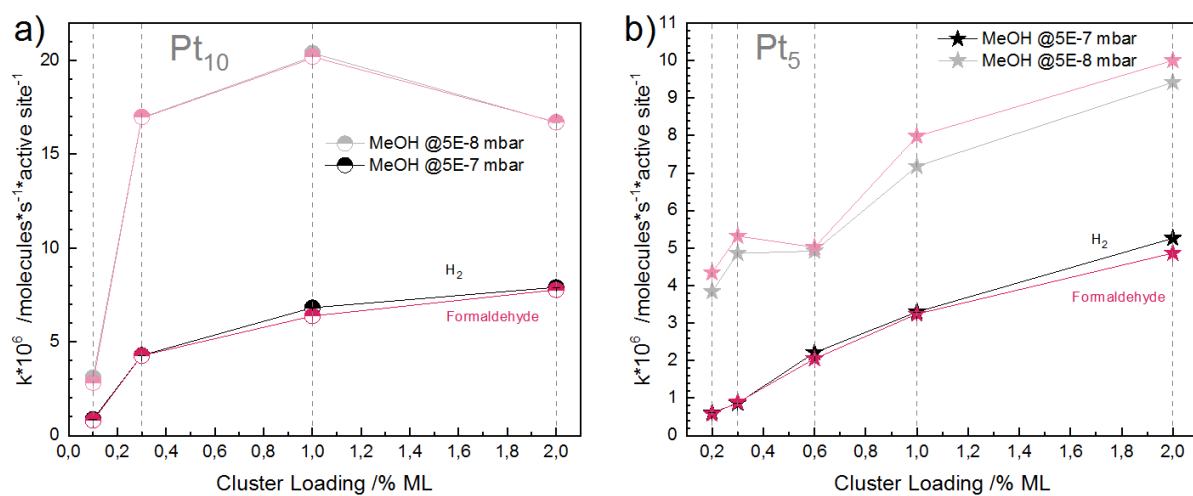 a)
Pt10
k*10^6 /molecules*s^-1*active site^-1
20
15
10
5
0
MeOH @5E-8 mbar
MeOH @5E-7 mbar
H2
Formaldehyde
0,0 0,2 0,4 0,6 0,8 1,0 1,2 1,4 1,6 1,8 2,0
Cluster Loading /% ML
b)
Pt5
k*10^6 /molecules*s^-1*active site^-1
11
10
9
8
7
6
5
4
3
2
1
0
MeOH @5E-7 mbar
MeOH @5E-8 mbar
H2
Formaldehyde
0,2 0,4 0,6 0,8 1,0 1,2 1,4 1,6 1,8 2,0
Cluster Loading /% ML